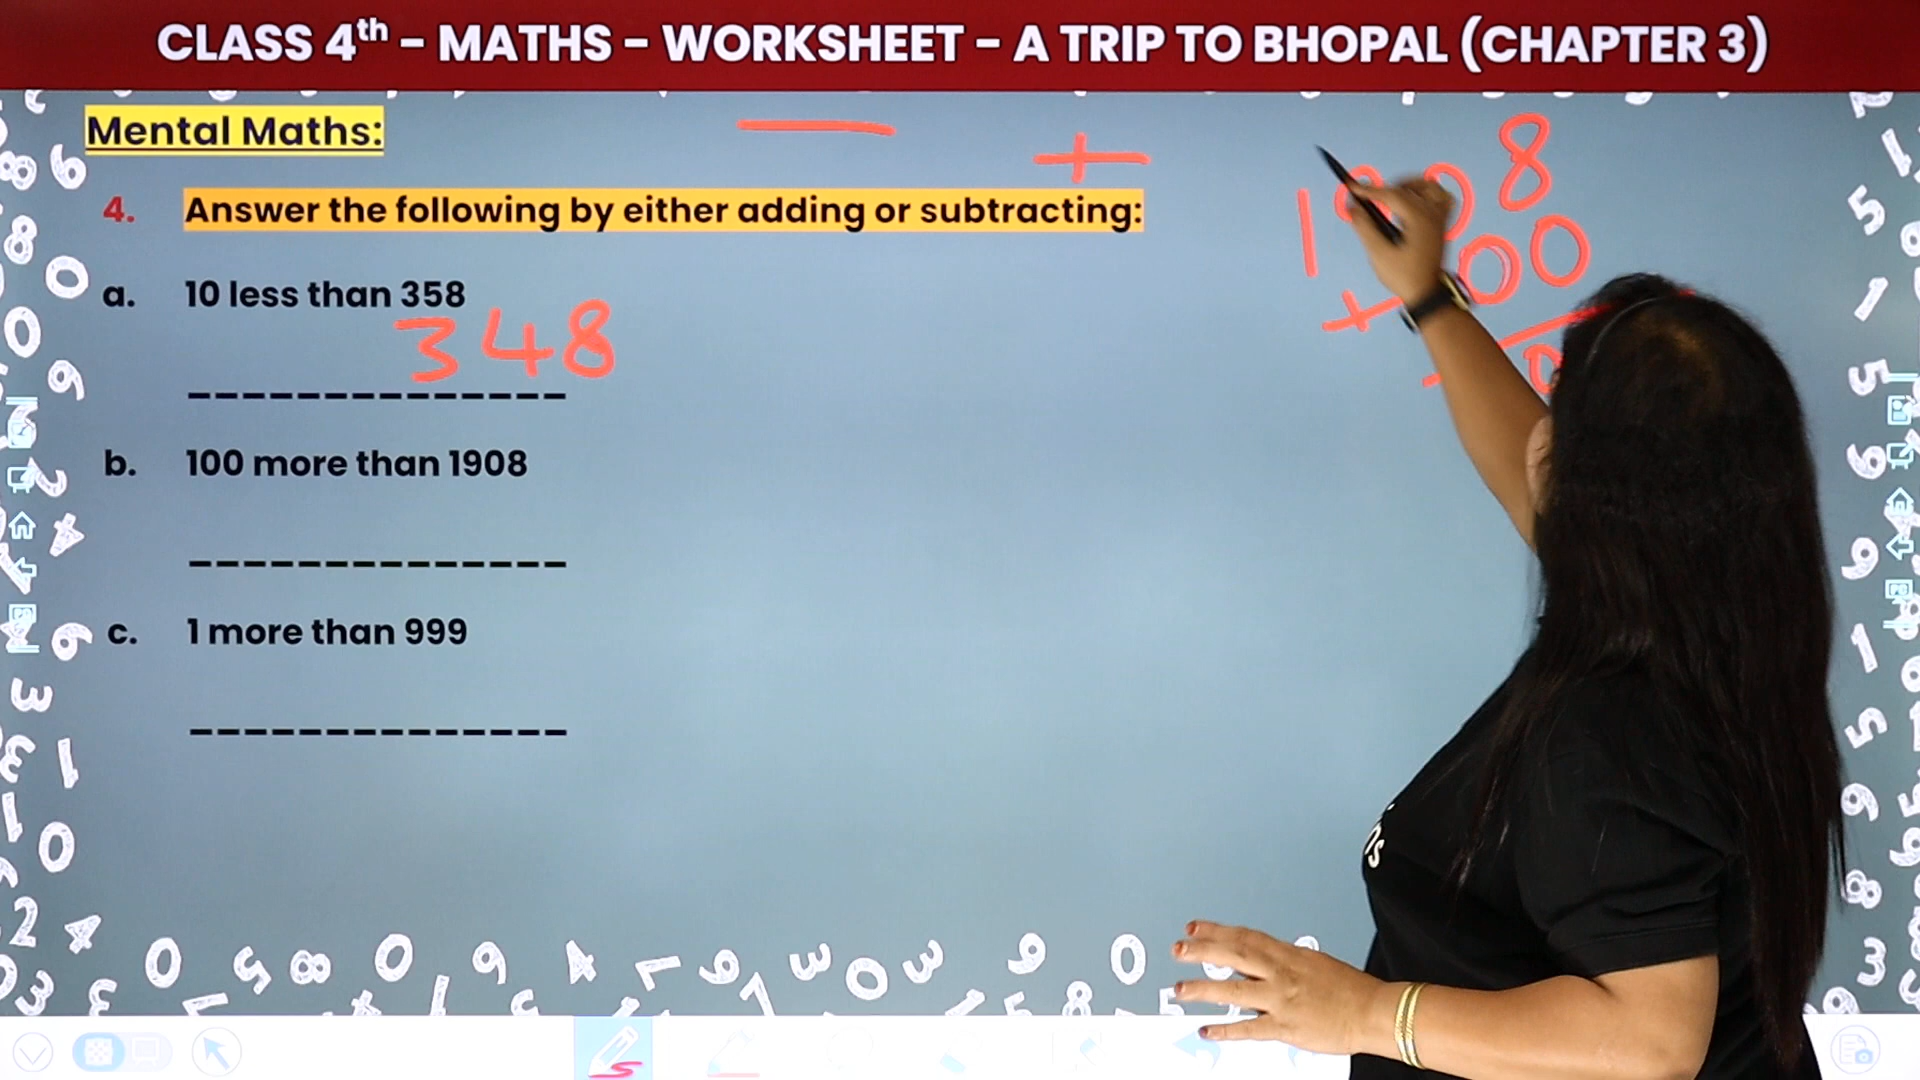 CLASS 4th - MATHS - WORKSHEET - A TRIP TO BHOPAL (CHAPTER 3)
Mental Maths:
—
+
4. Answer the following by either adding or subtracting:
a. 10 less than 358
348
b. 100 more than 1908
c. 1 more than 999
1908
+ 00